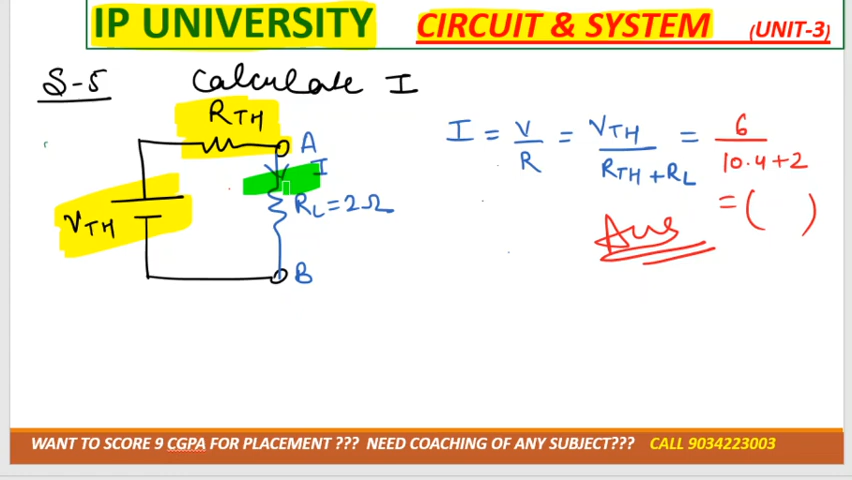 IP UNIVERSITY
CIRCUIT & SYSTEM (UNIT-3)
S-5 Calculate I
RTH
A
I
VTH
RL = 2Ω
B
I = V/R = VTH/(RTH + RL) = 6/(10.4+2)
= ( )
Ans
WANT TO SCORE 9 CGPA FOR PLACEMENT ??? NEED COACHING OF ANY SUBJECT??? CALL 9034223003